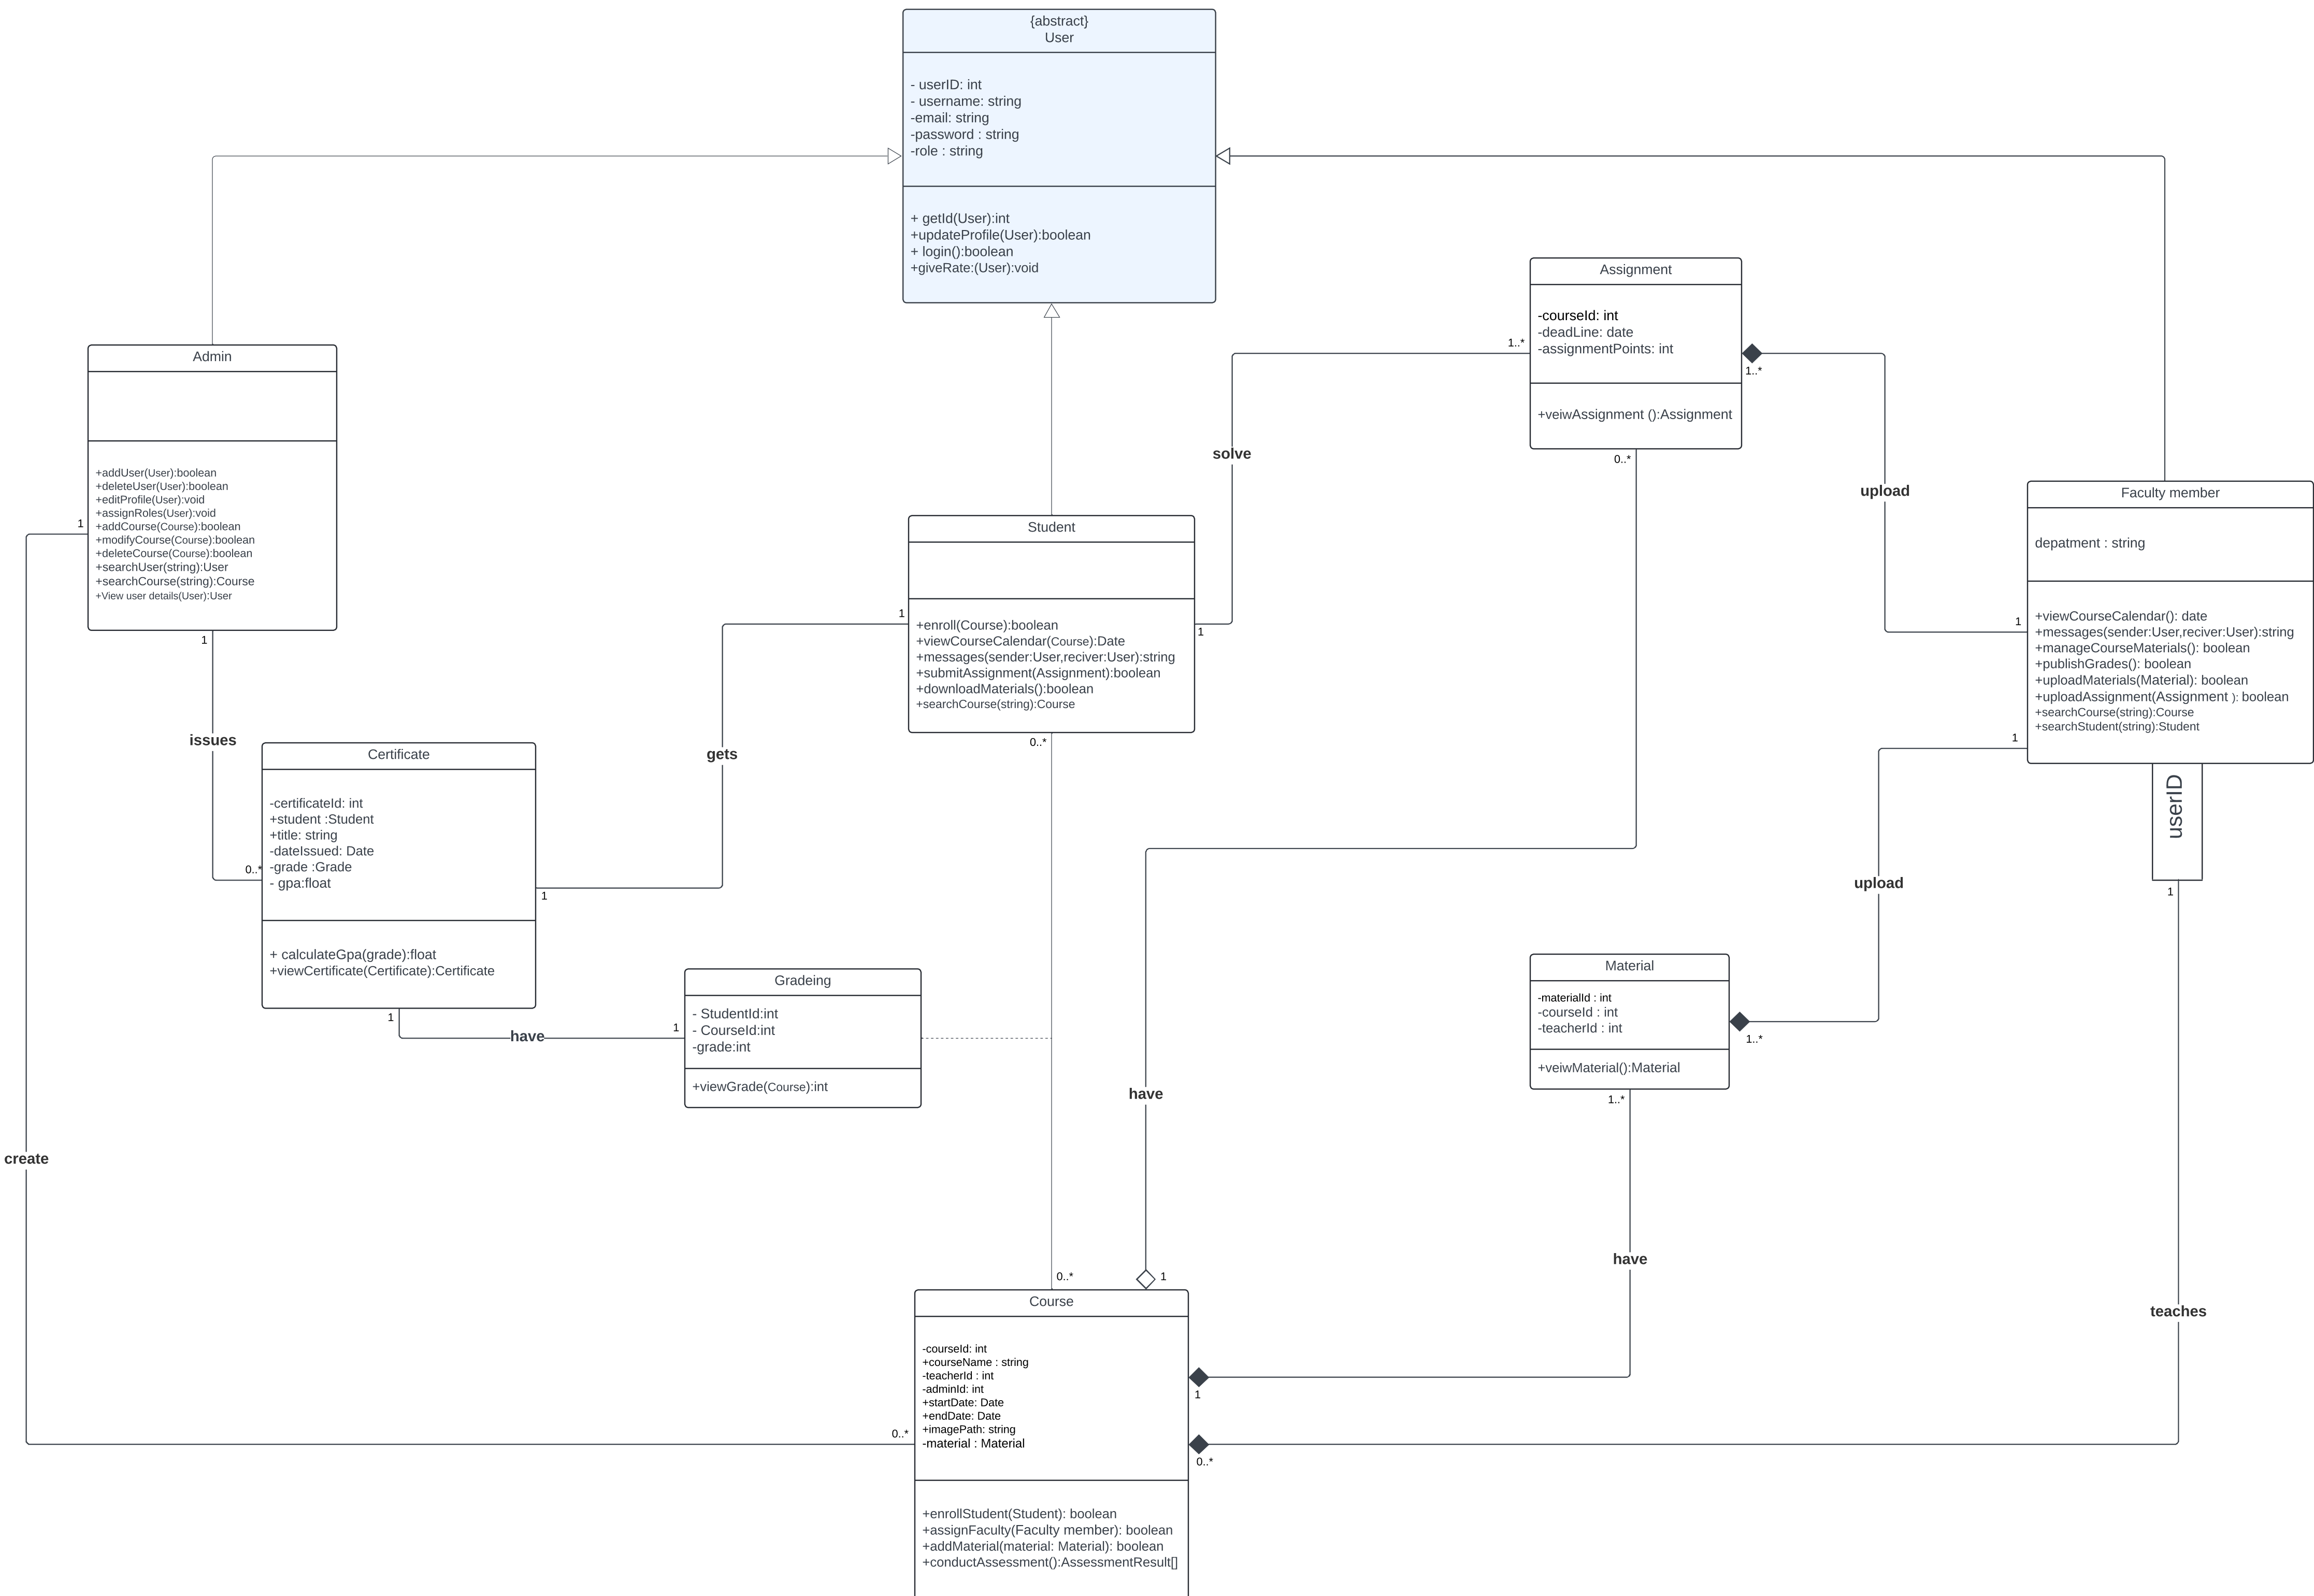 {abstract}
User
- userID: int
- username: string
-email: string
-password : string
-role : string
+ getId(User):int
+updateProfile(User):boolean
+ login():boolean
+giveRate:(User):void
Assignment
-courseId: int
-deadLine: date
-assignmentPoints: int
+veiwAssignment ():Assignment
1..*
1..*
0..*
solve
upload
Admin
+addUser(User):boolean
+deleteUser(User):boolean
+editProfile(User):void
+assignRoles(User):void
+addCourse(Course):boolean
+modifyCourse(Course):boolean
+deleteCourse(Course):boolean
+searchUser(string):User
+searchCourse(string):Course
+View user details(User):User
1
1
Student
+enroll(Course):boolean
+viewCourseCalendar(Course):Date
+messages(sender:User,reciver:User):string
+submitAssignment(Assignment):boolean
+downloadMaterials():boolean
+searchCourse(string):Course
1
1
0..*
Faculty member
depatment : string
+viewCourseCalendar(): date
+messages(sender:User,reciver:User):string
+manageCourseMaterials(): boolean
+publishGrades(): boolean
+uploadMaterials(Material): boolean
+uploadAssignment(Assignment ): boolean
+searchCourse(string):Course
+searchStudent(string):Student
1
1
userID
1
issues
gets
upload
Certificate
-certificateId: int
+student :Student
+title: string
-dateIssued: Date
-grade :Grade
- gpa:float
+ calculateGpa(grade):float
+viewCertificate(Certificate):Certificate
0..*
1
1
have
1
Gradeing
- StudentId:int
- CourseId:int
-grade:int
+viewGrade(Course):int
Material
-materialId : int
-courseId : int
-teacherId : int
+veiwMaterial():Material
1..*
1..*
have
create
have
teaches
0..*
1
Course
-courseId: int
+courseName : string
-teacherId : int
-adminId: int
+startDate: Date
+endDate: Date
+imagePath: string
-material : Material
+enrollStudent(Student): boolean
+assignFaculty(Faculty member): boolean
+addMaterial(material: Material): boolean
+conductAssessment():AssessmentResult[]
1
0..*
0..*